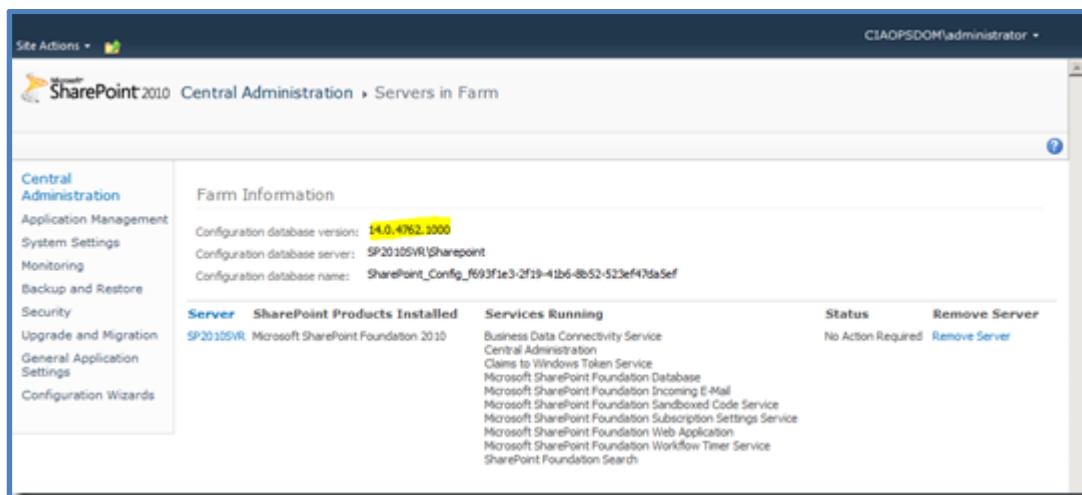 CIAOPSDOM\administrator
Site Actions
Microsoft
SharePoint 2010 Central Administration Servers in Farm
Central
Administration
Application Management
System Settings
Monitoring
Backup and Restore
Security
Upgrade and Migration
General Application
Settings
Configuration Wizards
Farm Information
Configuration database version: 14.0.4762.1000
Configuration database server: SP2010SVR\Sharepoint
Configuration database name: SharePoint_Config_f693f1e3-2f19-41b6-8b52-523ef47da5ef
Server SharePoint Products Installed Services Running Status Remove Server
SP2010SVR Microsoft SharePoint Foundation 2010 Business Data Connectivity Service No Action Required Remove Server
Central Administration
Claims to Windows Token Service
Microsoft SharePoint Foundation Database
Microsoft SharePoint Foundation Incoming E-Mail
Microsoft SharePoint Foundation Sandboxed Code Service
Microsoft SharePoint Foundation Subscription Settings Service
Microsoft SharePoint Foundation Web Application
Microsoft SharePoint Foundation Workflow Timer Service
SharePoint Foundation Search